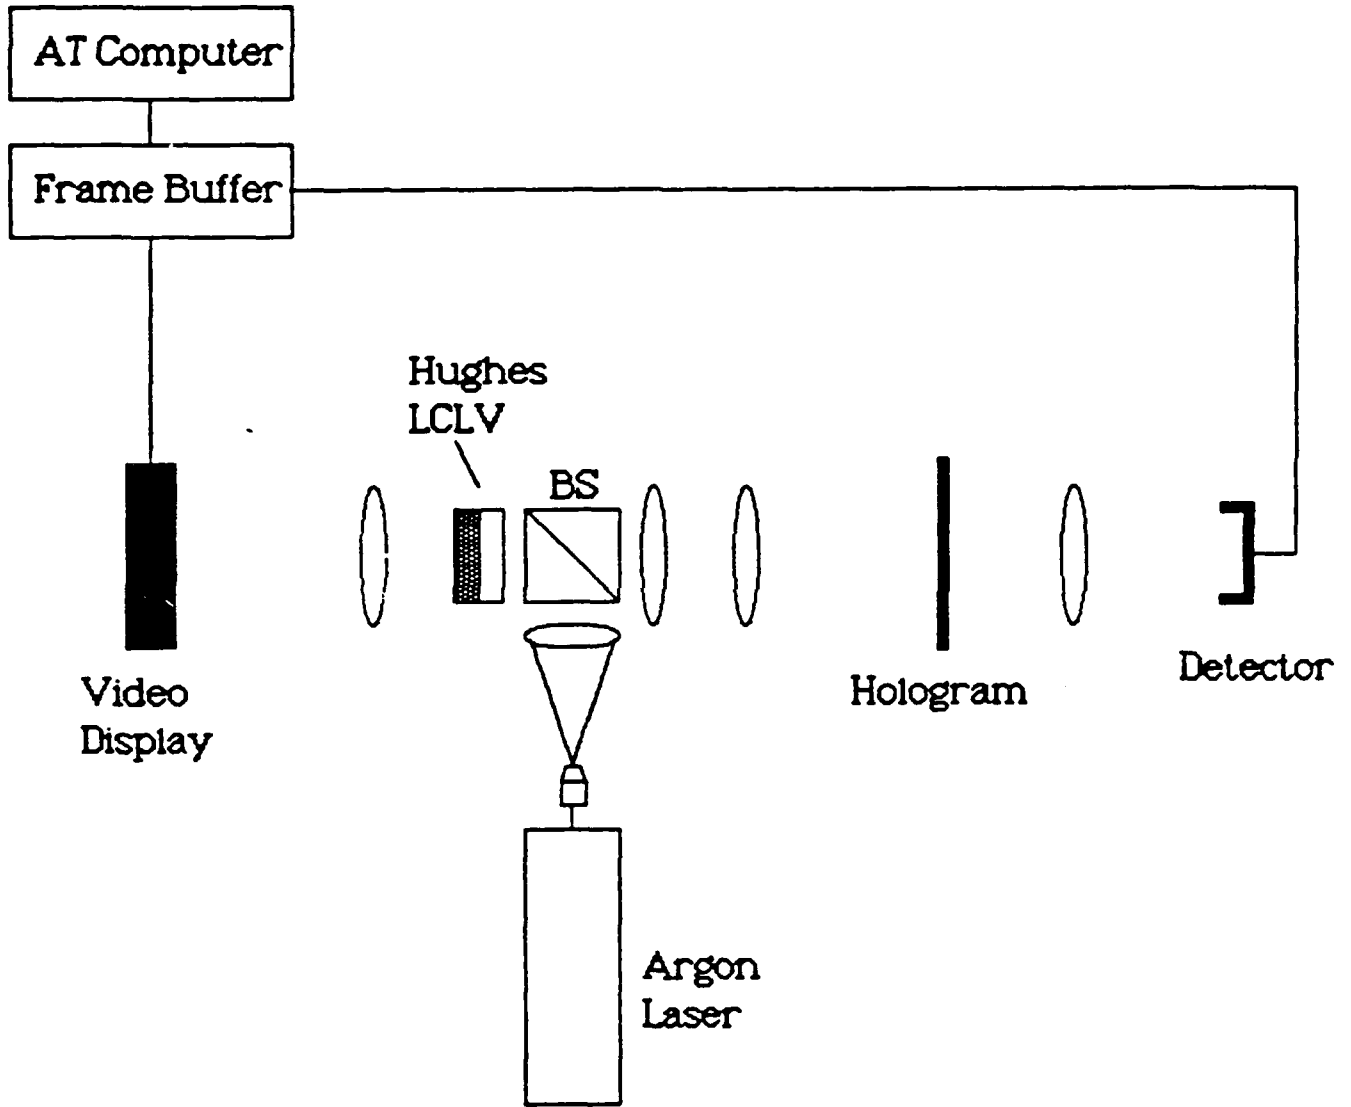 AT Computer
Frame Buffer
Hughes
LCLV
BS
Video
Display
Hologram
Detector
Argon
Laser